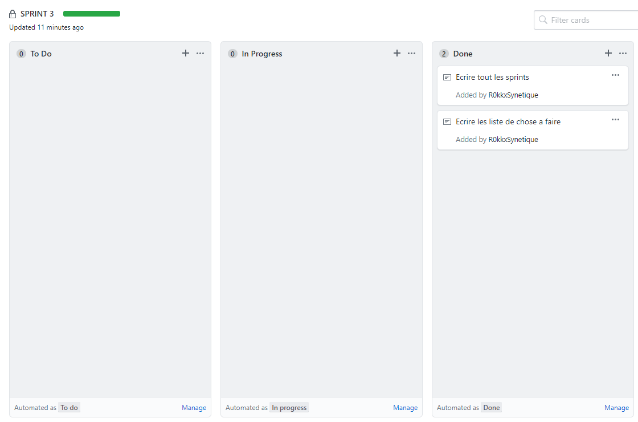 SPRINT 3
Updated 11 minutes ago
Filter cards
0 To Do
0 In Progress
2 Done
Ecrire tout les sprints
Added by R0kkxSynetique
Ecrire les liste de chose a faire
Added by R0kkxSynetique
Automated as To do Manage
Automated as In progress Manage
Automated as Done Manage